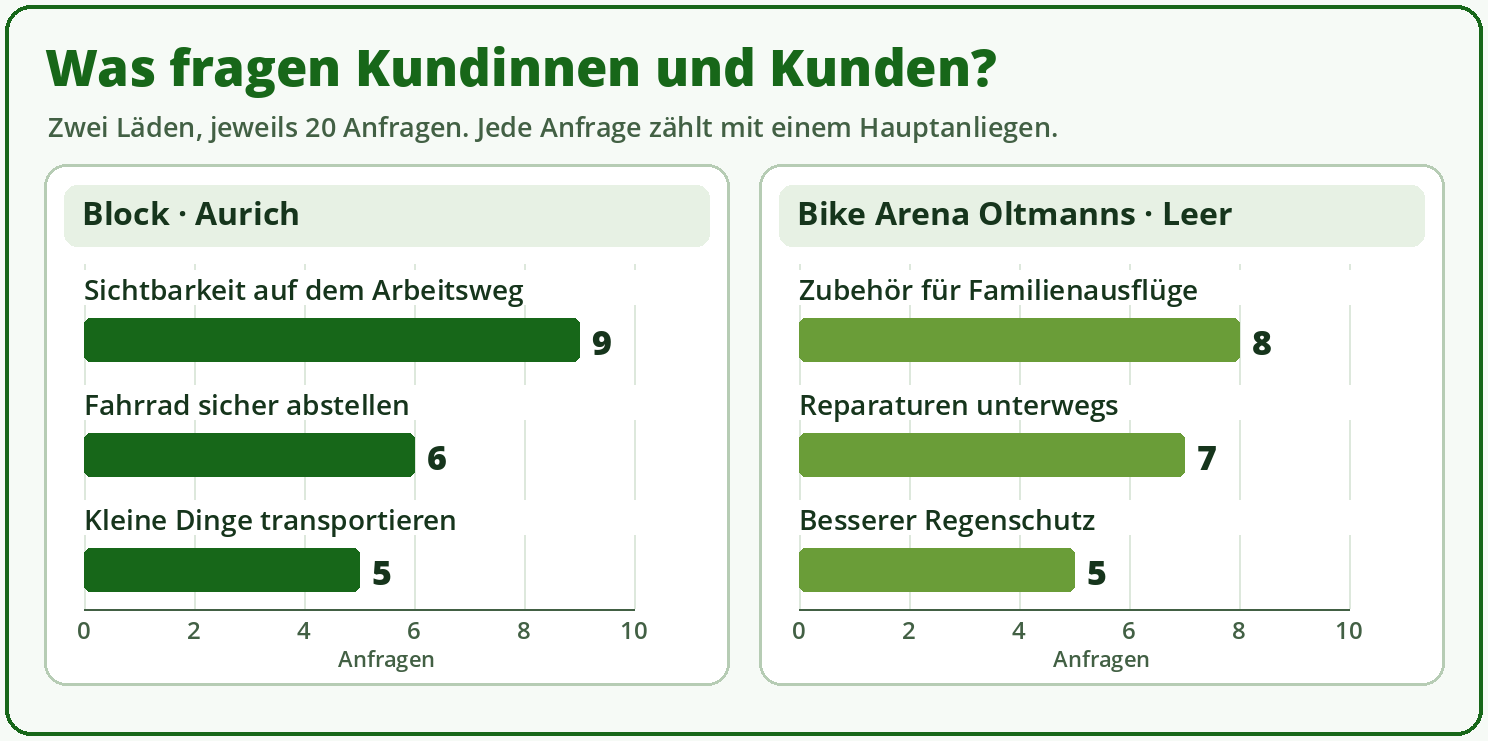 Was fragen Kundinnen und Kunden?
Zwei Läden, jeweils 20 Anfragen. Jede Anfrage zählt mit einem Hauptanliegen.
Block · Aurich
Sichtbarkeit auf dem Arbeitsweg
9
Fahrrad sicher abstellen
6
Kleine Dinge transportieren
5
0 2 4 6 8 10
Anfragen
Bike Arena Oltmanns · Leer
Zubehör für Familienausflüge
8
Reparaturen unterwegs
7
Besserer Regenschutz
5
0 2 4 6 8 10
Anfragen